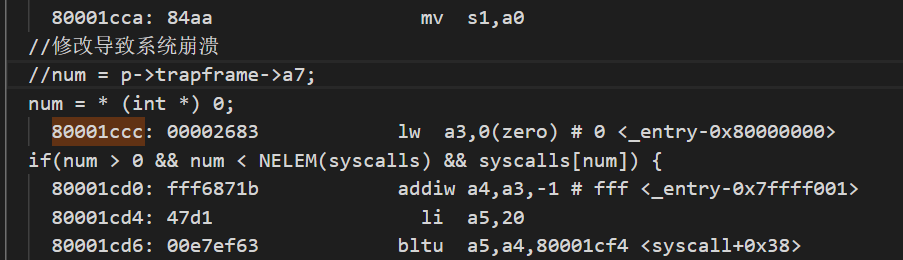 80001cca: 84aa mv s1,a0
//修改导致系统崩溃
//num = p->trapframe->a7;
num = * (int *) 0;
80001ccc: 00002683 lw a3,0(zero) # 0 <_entry-0x80000000>
if(num > 0 && num < NELEM(syscalls) && syscalls[num]) {
80001cd0: fff6871b addiw a4,a3,-1 # fff <_entry-0x7ffff001>
80001cd4: 47d1 li a5,20
80001cd6: 00e7ef63 bltu a5,a4,80001cf4 <syscall+0x38>